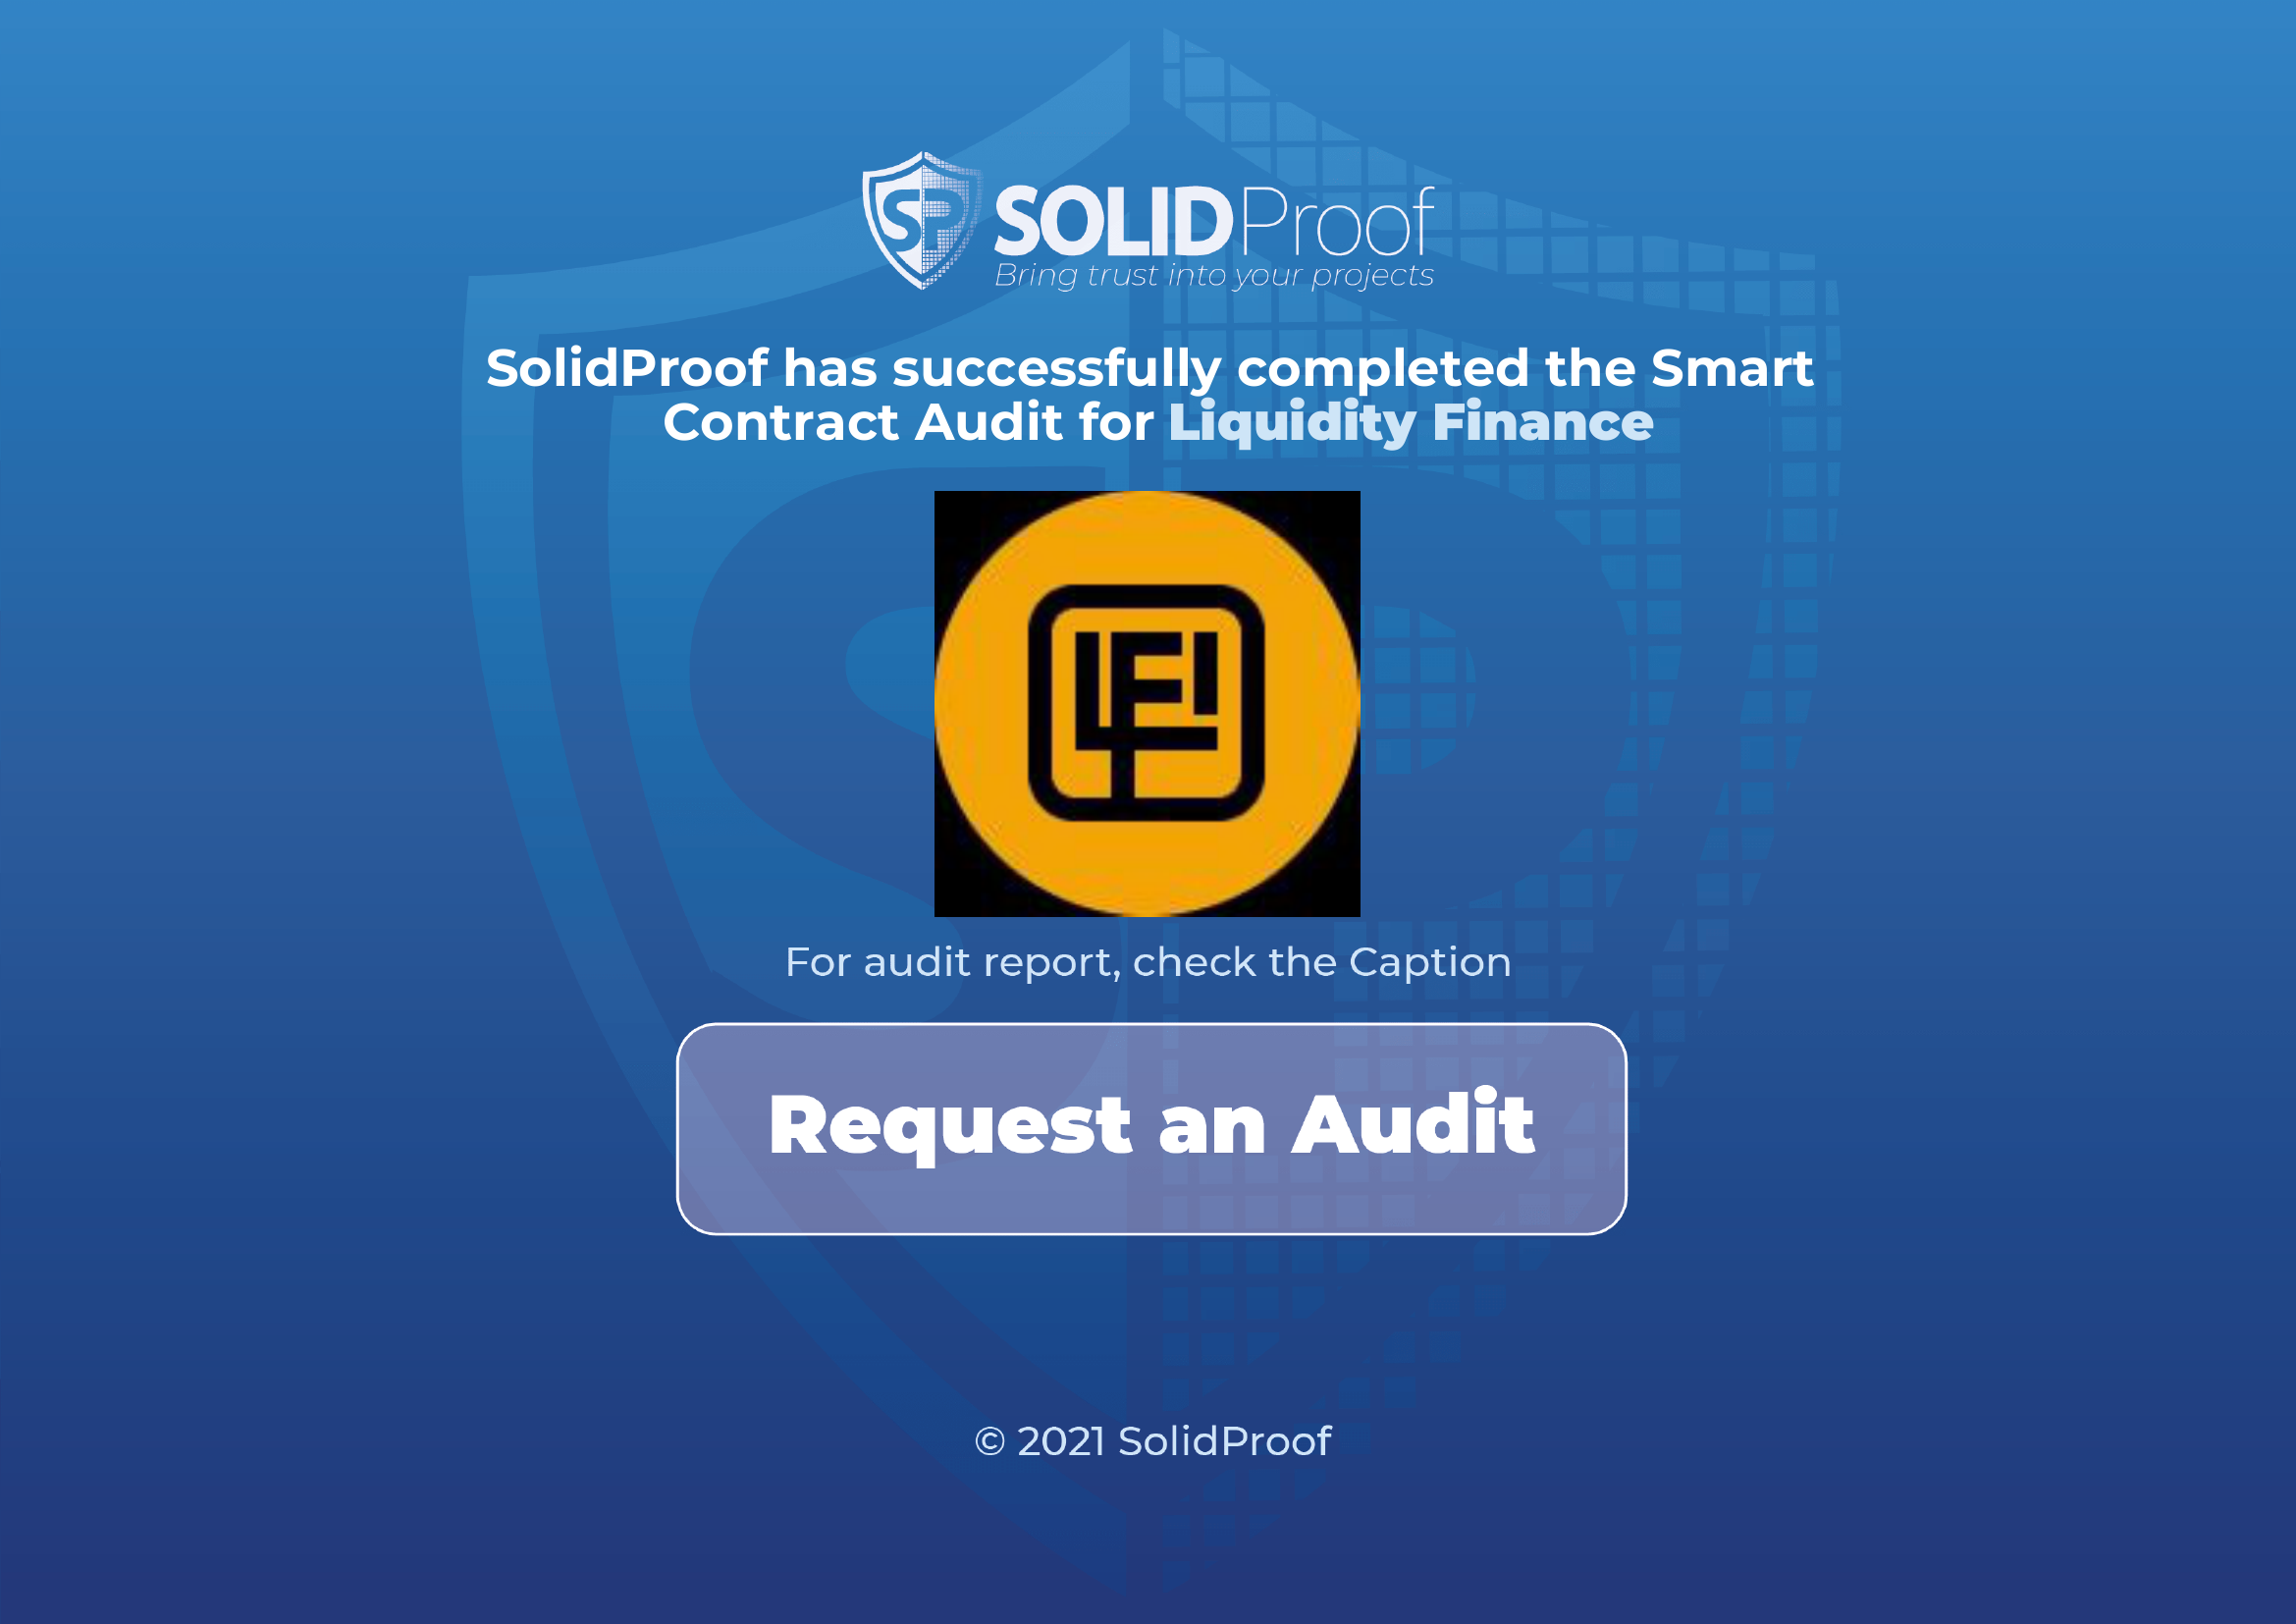 SP SOLIDProof
Bring trust into your projects
SolidProof has successfully completed the Smart
Contract Audit for Liquidity Finance
LFI
For audit report, check the Caption
Request an Audit
© 2021 SolidProof